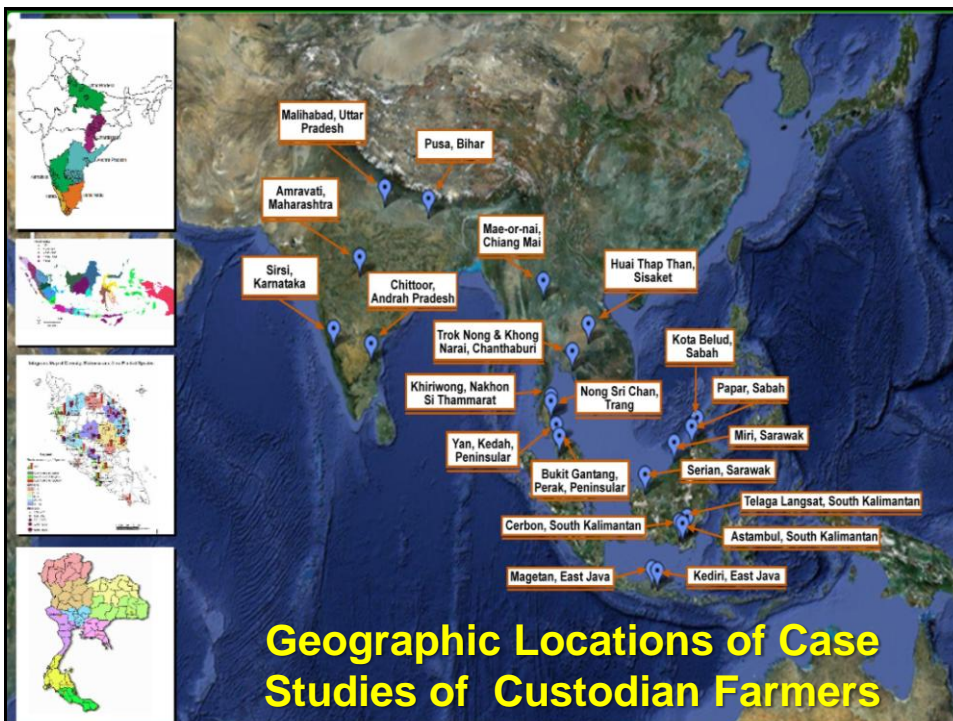 Malihabad, Uttar
Pradesh
Pusa, Bihar
Amravati,
Maharashtra
Mae-or-nai,
Chiang Mai
Huai Thap Than,
Sisaket
Sirsi,
Karnataka
Chittoor,
Andrah Pradesh
Trok Nong & Khong
Narai, Chanthaburi
Kota Belud,
Sabah
Khiriwong, Nakhon
Si Thammarat
Nong Sri Chan,
Trang
Papar, Sabah
Yan, Kedah,
Peninsular
Bukit Gantang,
Perak, Peninsular
Miri, Sarawak
Serian, Sarawak
Telaga Langsat, South Kalimantan
Cerbon, South Kalimantan
Astambul, South Kalimantan
Magetan, East Java
Kediri, East Java
Geographic Locations of Case
Studies of Custodian Farmers